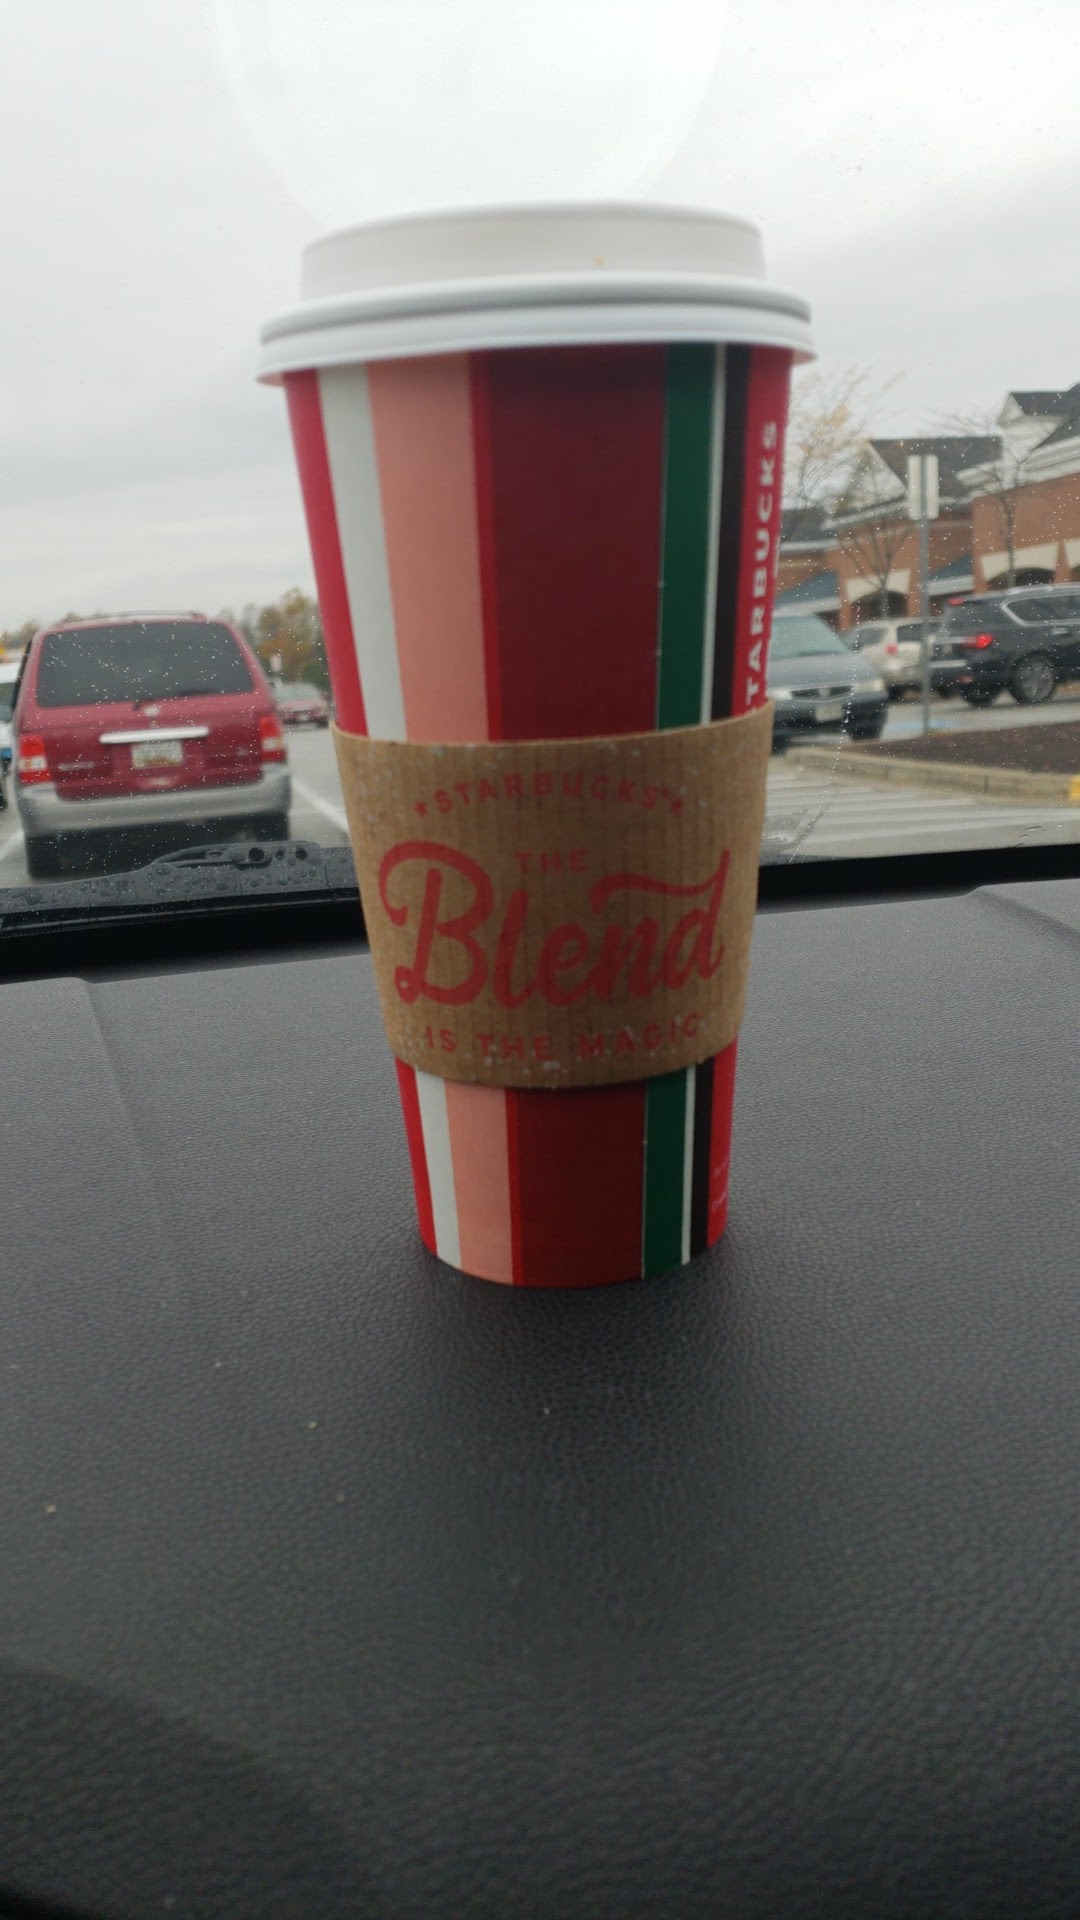 STARBUCKS
★STARBUCKS®★
THE
Blend
IS THE MAGIC